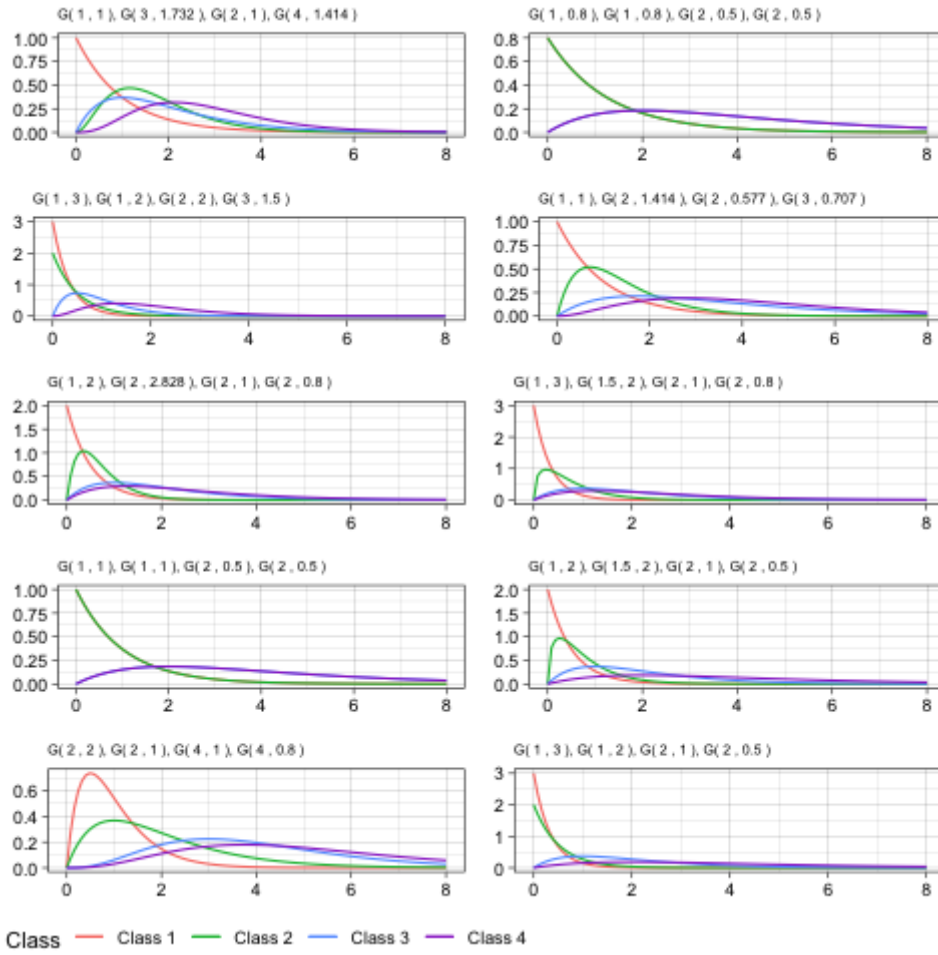 G( 1 , 1 ), G( 3 , 1.732 ), G( 2 , 1 ), G( 4 , 1.414 )
1.00
0.75
0.50
0.25
0.00
0 2 4 6 8
G( 1 , 0.8 ), G( 1 , 0.8 ), G( 2 , 0.5 ), G( 2 , 0.5 )
0.8
0.6
0.4
0.2
0.0
0 2 4 6 8
G( 1 , 3 ), G( 1 , 2 ), G( 2 , 2 ), G( 3 , 1.5 )
3
2
1
0
0 2 4 6 8
G( 1 , 1 ), G( 2 , 1.414 ), G( 2 , 0.577 ), G( 3 , 0.707 )
1.00
0.75
0.50
0.25
0.00
0 2 4 6 8
G( 1 , 2 ), G( 2 , 2.828 ), G( 2 , 1 ), G( 2 , 0.8 )
2.0
1.5
1.0
0.5
0.0
0 2 4 6 8
G( 1 , 3 ), G( 1.5 , 2 ), G( 2 , 1 ), G( 2 , 0.8 )
3
2
1
0
0 2 4 6 8
G( 1 , 1 ), G( 1 , 1 ), G( 2 , 0.5 ), G( 2 , 0.5 )
1.00
0.75
0.50
0.25
0.00
0 2 4 6 8
G( 1 , 2 ), G( 1.5 , 2 ), G( 2 , 1 ), G( 2 , 0.5 )
2.0
1.5
1.0
0.5
0.0
0 2 4 6 8
G( 2 , 2 ), G( 2 , 1 ), G( 4 , 1 ), G( 4 , 0.8 )
0.6
0.4
0.2
0.0
0 2 4 6 8
G( 1 , 3 ), G( 1 , 2 ), G( 2 , 1 ), G( 2 , 0.5 )
3
2
1
0
0 2 4 6 8
Class Class 1 Class 2 Class 3 Class 4